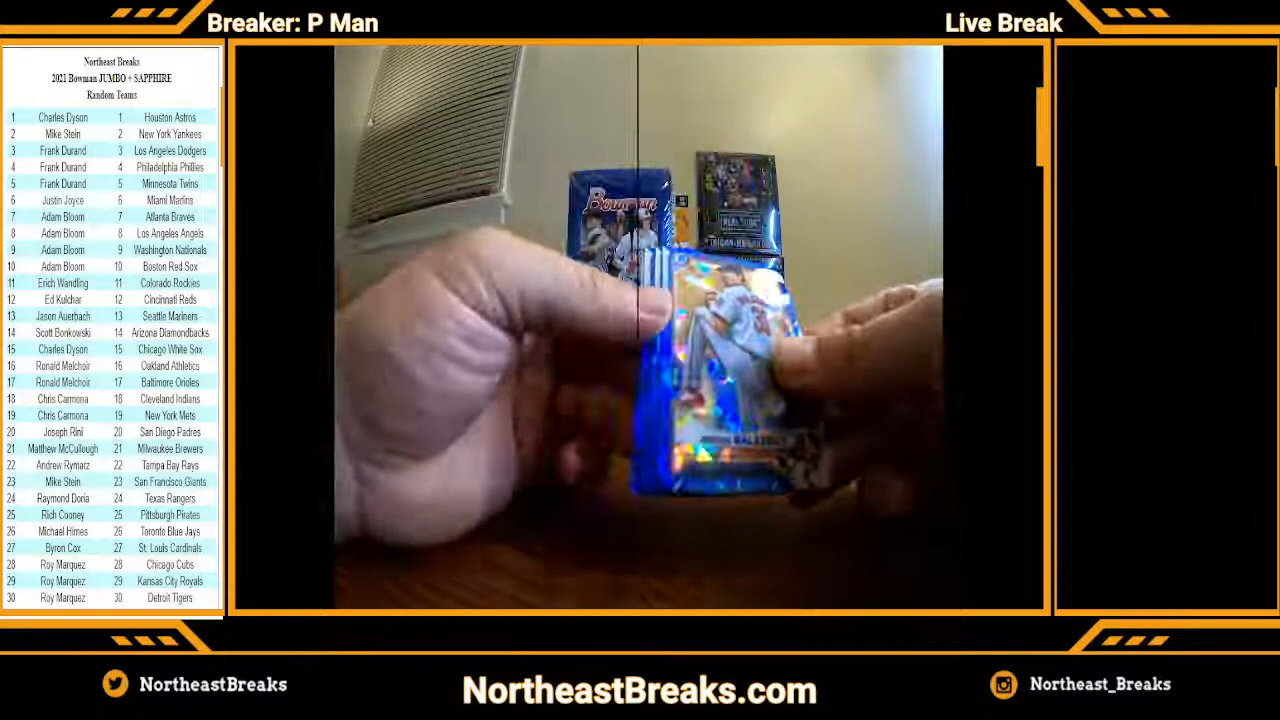 Breaker: P Man
Live Break
Northeast Breaks
2021 Bowman JUMBO + SAPPHIRE
Random Teams
1 Charles Dyson 1 Houston Astros
2 Mike Stein 2 New York Yankees
3 Frank Durand 3 Los Angeles Dodgers
4 Frank Durand 4 Philadelphia Phillies
5 Frank Durand 5 Minnesota Twins
6 Justin Joyce 6 Miami Marlins
7 Adam Bloom 7 Atlanta Braves
8 Adam Bloom 8 Los Angeles Angels
9 Adam Bloom 9 Washington Nationals
10 Adam Bloom 10 Boston Red Sox
11 Erich Wandling 11 Colorado Rockies
12 Ed Kulchar 12 Cincinnati Reds
13 Jason Auerbach 13 Seattle Mariners
14 Scott Bonkowski 14 Arizona Diamondbacks
15 Charles Dyson 15 Chicago White Sox
16 Ronald Melchoir 16 Oakland Athletics
17 Ronald Melchoir 17 Baltimore Orioles
18 Chris Carmona 18 Cleveland Indians
19 Chris Carmona 19 New York Mets
20 Joseph Rini 20 San Diego Padres
21 Matthew McCullough 21 Milwaukee Brewers
22 Andrew Rymarz 22 Tampa Bay Rays
23 Mike Stein 23 San Francisco Giants
24 Raymond Doria 24 Texas Rangers
25 Rich Cooney 25 Pittsburgh Pirates
26 Michael Himes 26 Toronto Blue Jays
27 Byron Cox 27 St. Louis Cardinals
28 Roy Marquez 28 Chicago Cubs
29 Roy Marquez 29 Kansas City Royals
30 Roy Marquez 30 Detroit Tigers
Bowman
NortheastBreaks
NortheastBreaks.com
Northeast_Breaks